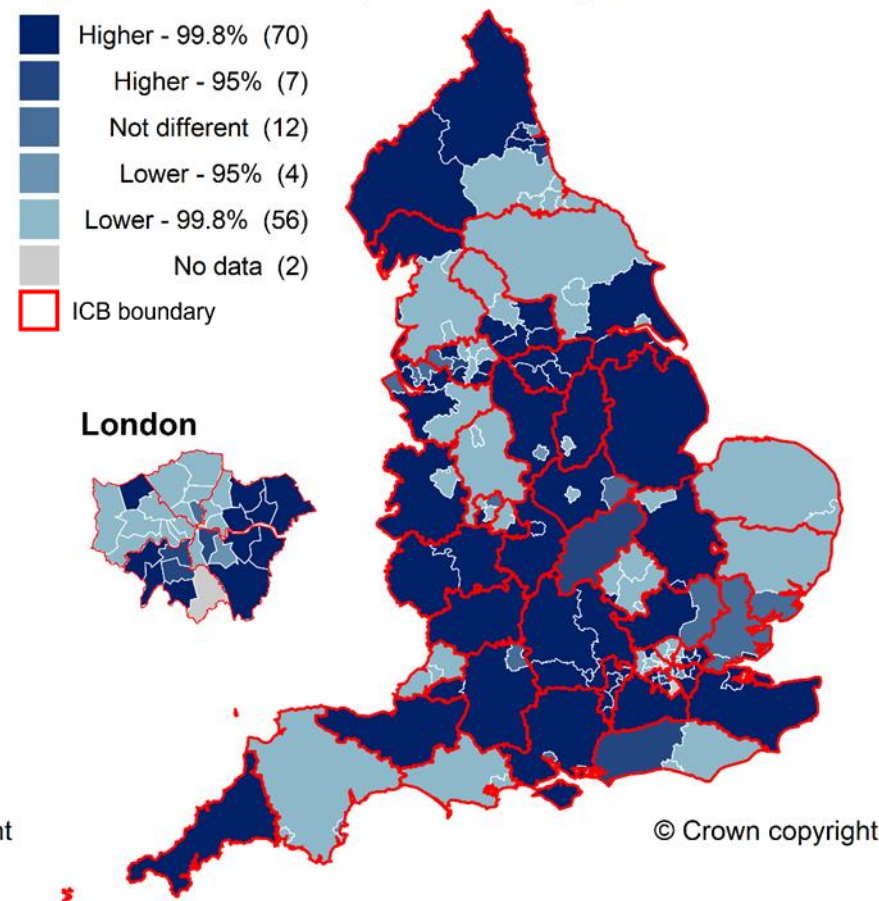 Higher - 99.8% (70)
Higher - 95% (7)
Not different (12)
Lower - 95% (4)
Lower - 99.8% (56)
No data (2)
ICB boundary
London
© Crown copyright